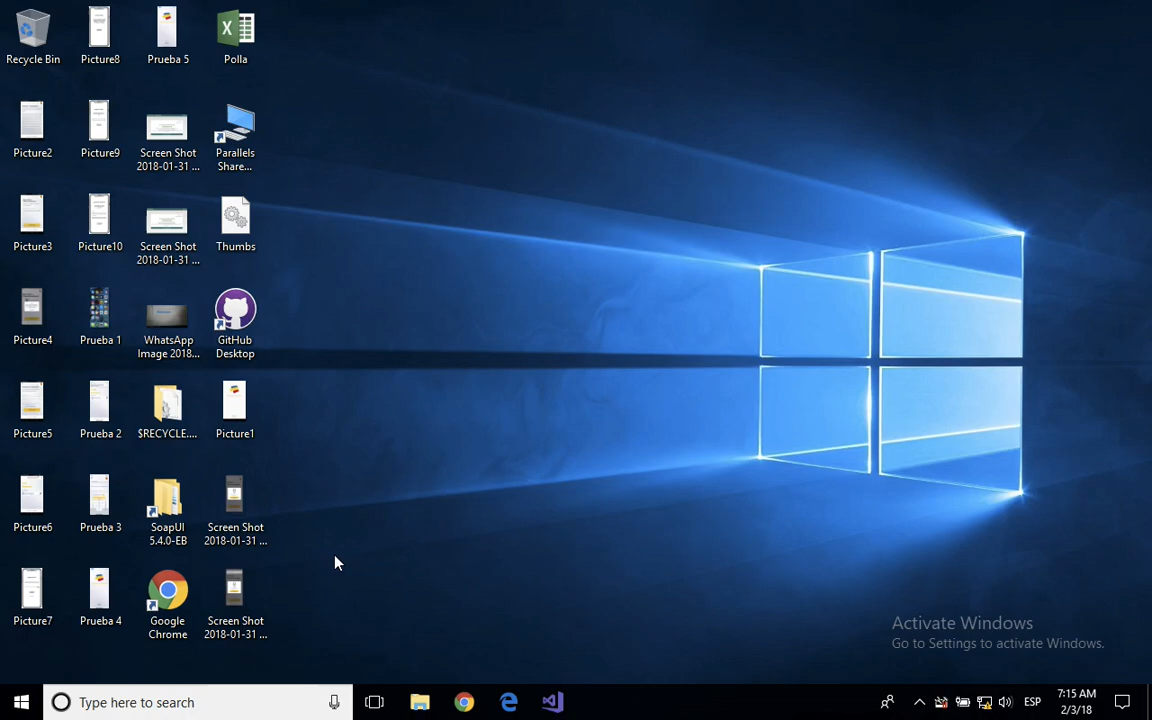 Recycle Bin
Picture8
Prueba 5
Polla
Picture2
Picture9
Screen Shot
2018-01-31 ...
Parallels
Share...
Picture3
Picture10
Screen Shot
2018-01-31 ...
Thumbs
Picture4
Prueba 1
WhatsApp
Image 2018...
GitHub
Desktop
Picture5
Prueba 2
$RECYCLE....
Picture1
Picture6
Prueba 3
SoapUI
5.4.0-EB
Screen Shot
2018-01-31 ...
Picture7
Prueba 4
Google
Chrome
Screen Shot
2018-01-31 ...
Activate Windows
Go to Settings to activate Windows.
Type here to search
ESP
7:15 AM
2/3/18